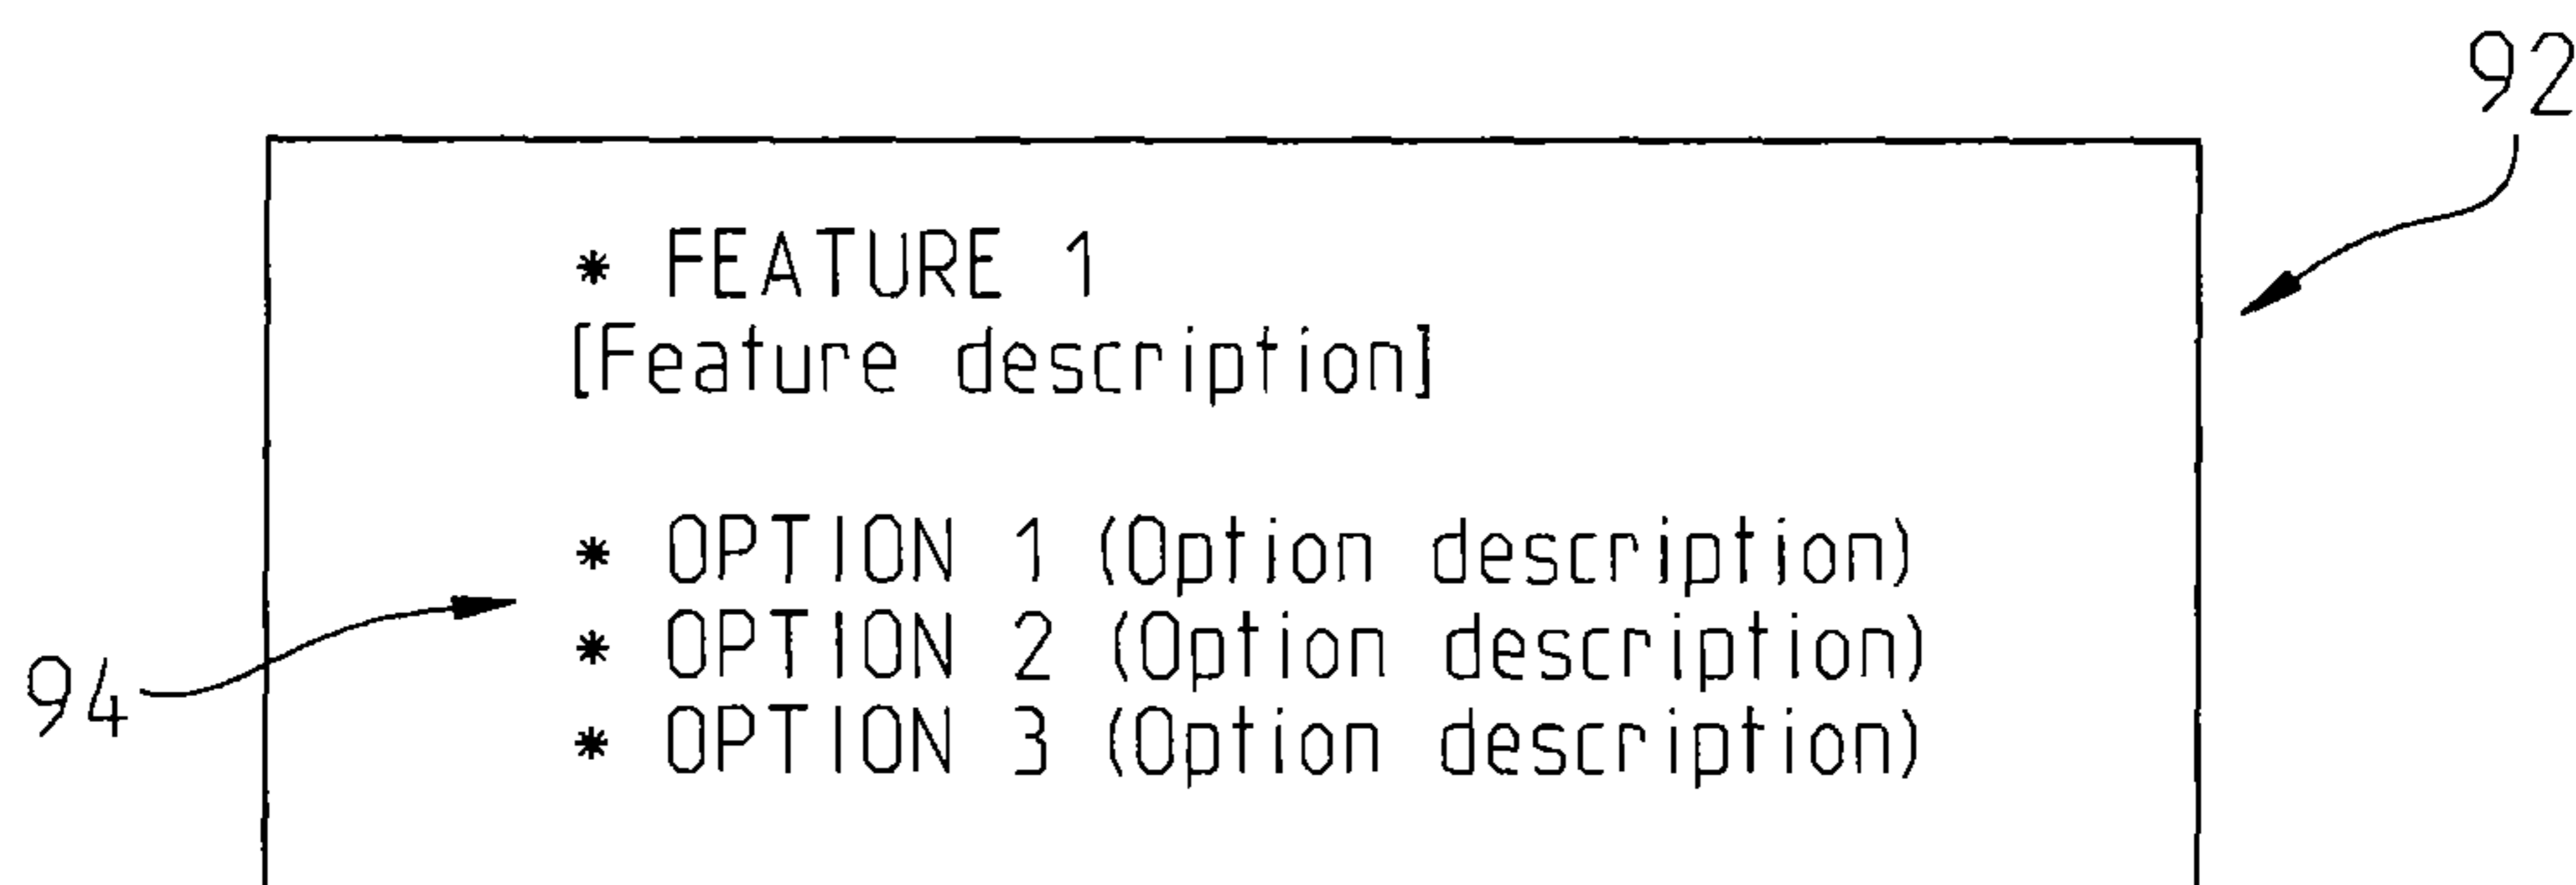 92
* FEATURE 1
[Feature description]
* OPTION 1 (Option description)
* OPTION 2 (Option description)
* OPTION 3 (Option description)
94